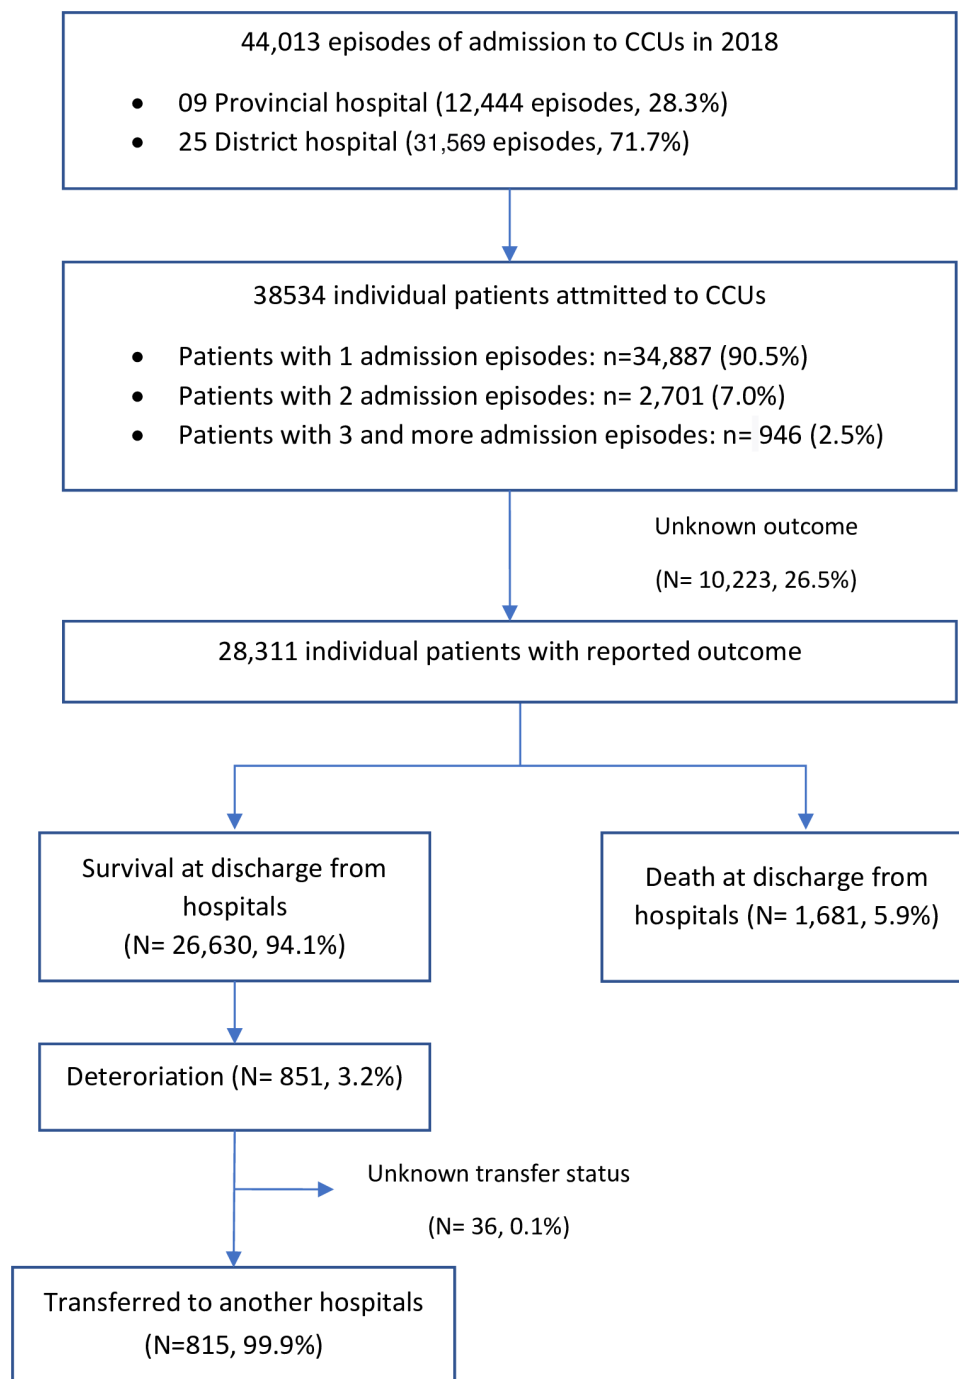 44,013 episodes of admission to CCUs in 2018
• 09 Provincial hospital (12,444 episodes, 28.3%)
• 25 District hospital (31,569 episodes, 71.7%)
38534 individual patients attmitted to CCUs
• Patients with 1 admission episodes: n=34,887 (90.5%)
• Patients with 2 admission episodes: n= 2,701 (7.0%)
• Patients with 3 and more admission episodes: n= 946 (2.5%)
Unknown outcome
(N= 10,223, 26.5%)
28,311 individual patients with reported outcome
Survival at discharge from
hospitals
(N= 26,630, 94.1%)
Death at discharge from
hospitals (N= 1,681, 5.9%)
Deteroriation (N= 851, 3.2%)
Unknown transfer status
(N= 36, 0.1%)
Transferred to another hospitals
(N=815, 99.9%)